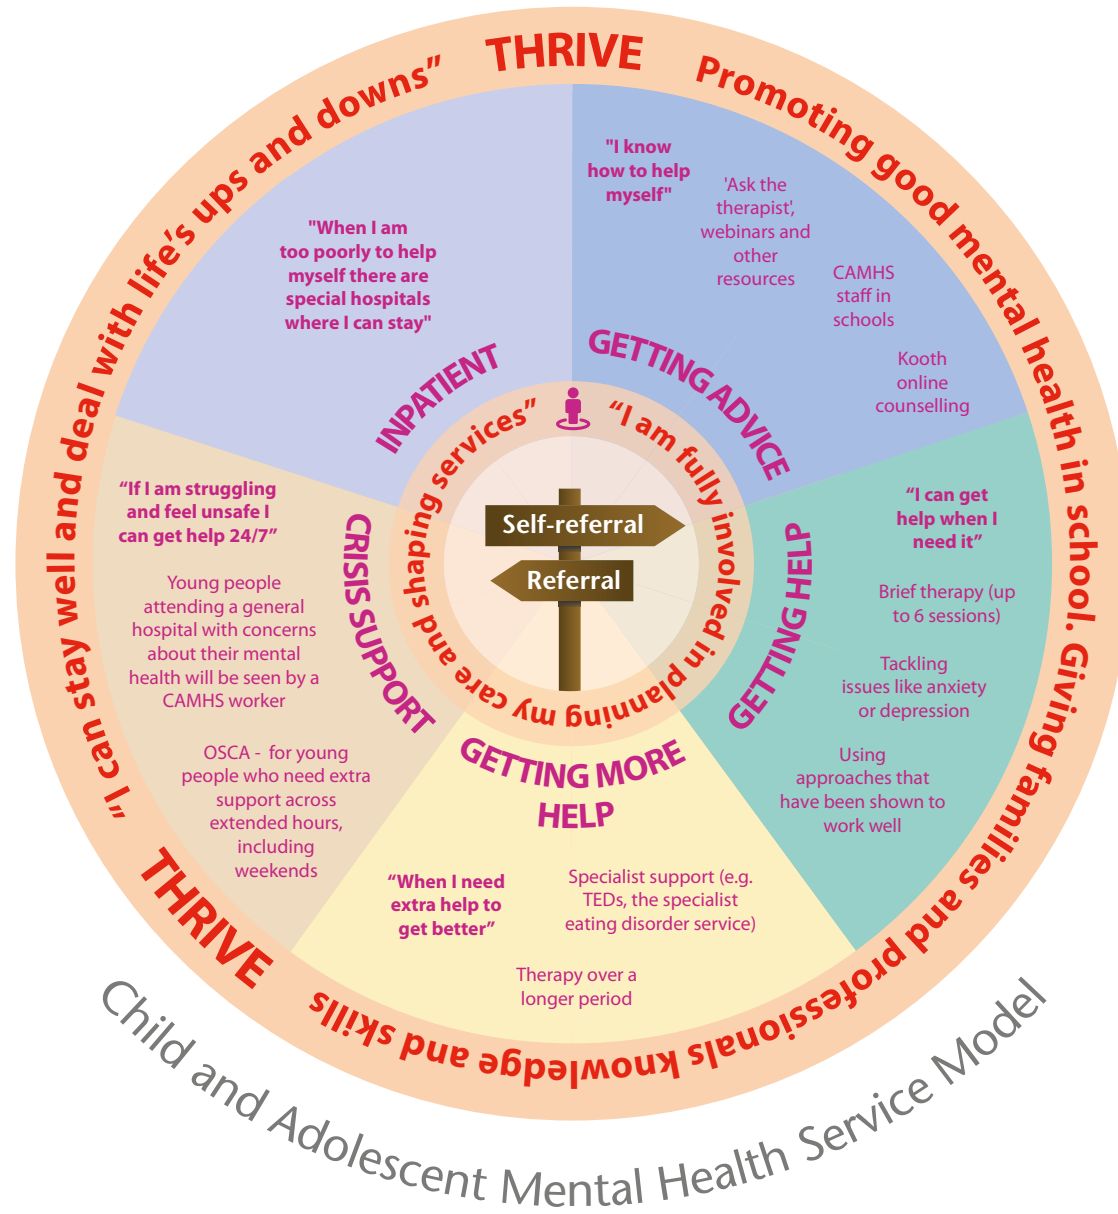 THRIVE
Promoting good mental health in school. Giving families and professionals knowledge and skills
THRIVE
“I can stay well and deal with life’s ups and downs”
"I know
how to help
myself"
'Ask the
therapist',
webinars and
other
resources
CAMHS
staff in
schools
Kooth
online
counselling
GETTING ADVICE
“I can get
help when I
need it”
Brief therapy (up
to 6 sessions)
Tackling
issues like anxiety
or depression
Using
approaches that
have been shown to
work well
GETTING HELP
GETTING MORE
HELP
“When I need
extra help to
get better”
Specialist support (e.g.
TEDs, the specialist
eating disorder service)
Therapy over a
longer period
CRISIS SUPPORT
“If I am struggling
and feel unsafe I
can get help 24/7”
Young people
attending a general
hospital with concerns
about their mental
health will be seen by a
CAMHS worker
OSCA - for young
people who need extra
support across
extended hours,
including
weekends
INPATIENT
"When I am
too poorly to help
myself there are
special hospitals
where I can stay"
“I am fully involved in planning my care and shaping services”
Self-referral
Referral
Child and Adolescent Mental Health Service Model